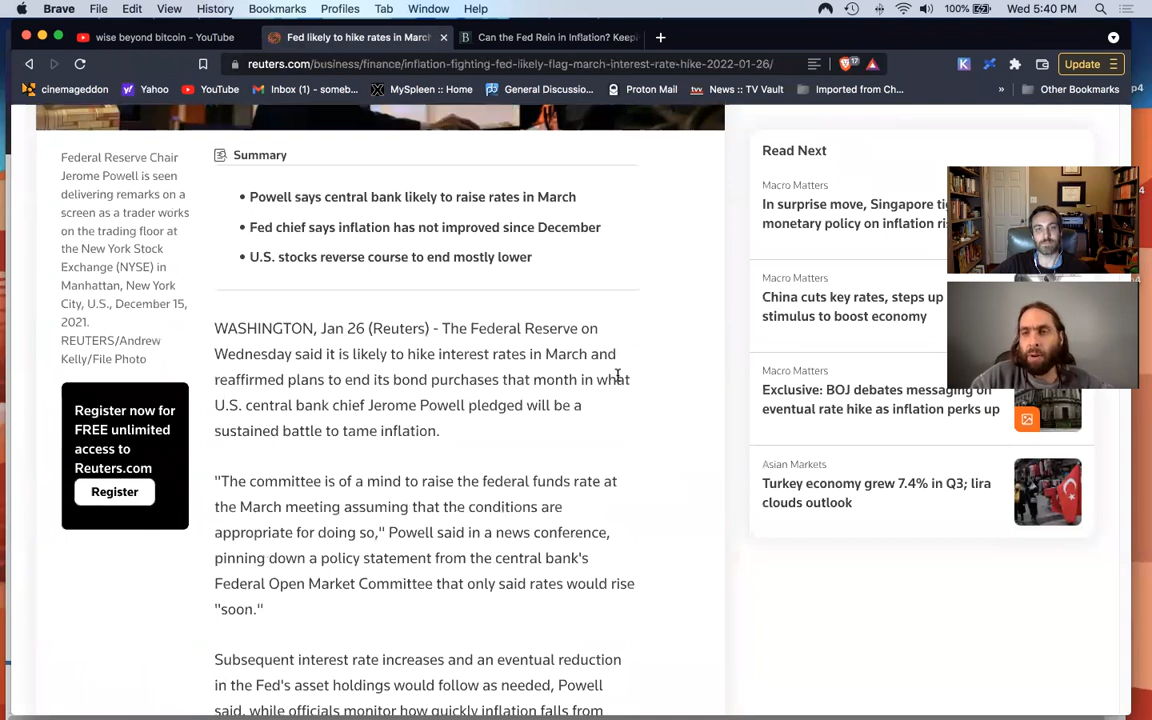 Brave File Edit View History Bookmarks Profiles Tab Window Help 100% Wed 5:40 PM
wise beyond bitcoin - YouTube
Fed likely to hike rates in March
Can the Fed Rein in Inflation? Keepi
reuters.com/business/finance/inflation-fighting-fed-likely-flag-march-interest-rate-hike-2022-01-26/
17
Update
cinemageddon Yahoo YouTube Inbox (1) - someb... MySpleen :: Home General Discussio... Proton Mail News :: TV Vault Imported from Ch... » Other Bookmarks
p4
Federal Reserve Chair
Jerome Powell is seen
delivering remarks on a
screen as a trader works
on the trading floor at
the New York Stock
Exchange (NYSE) in
Manhattan, New York
City, U.S., December 15,
2021.
REUTERS/Andrew
Kelly/File Photo
Register now for
FREE unlimited
access to
Reuters.com
Register
Summary
• Powell says central bank likely to raise rates in March
• Fed chief says inflation has not improved since December
• U.S. stocks reverse course to end mostly lower
WASHINGTON, Jan 26 (Reuters) - The Federal Reserve on
Wednesday said it is likely to hike interest rates in March and
reaffirmed plans to end its bond purchases that month in what
U.S. central bank chief Jerome Powell pledged will be a
sustained battle to tame inflation.
"The committee is of a mind to raise the federal funds rate at
the March meeting assuming that the conditions are
appropriate for doing so," Powell said in a news conference,
pinning down a policy statement from the central bank's
Federal Open Market Committee that only said rates would rise
"soon."
Subsequent interest rate increases and an eventual reduction
in the Fed's asset holdings would follow as needed, Powell
said, while officials monitor how quickly inflation falls from
Read Next
Macro Matters
In surprise move, Singapore
monetary policy on inflation
Macro Matters
China cuts key rates, steps up
stimulus to boost economy
Macro Matters
Exclusive: BOJ debates messaging on
eventual rate hike as inflation perks up
Asian Markets
Turkey economy grew 7.4% in Q3; lira
clouds outlook